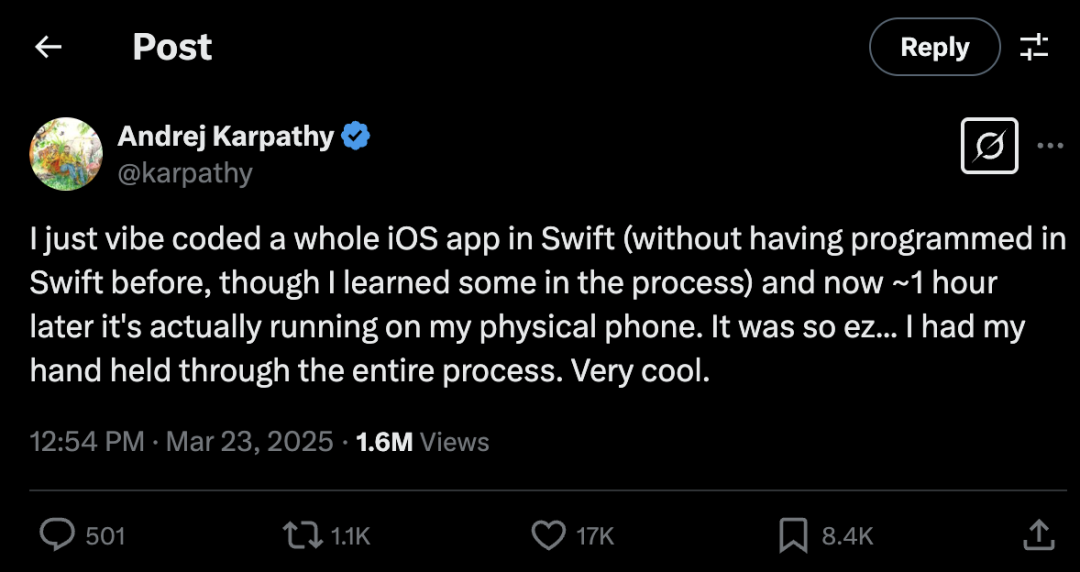 Post
Reply
Andrej Karpathy
@karpathy
I just vibe coded a whole iOS app in Swift (without having programmed in
Swift before, though I learned some in the process) and now ~1 hour
later it's actually running on my physical phone. It was so ez... I had my
hand held through the entire process. Very cool.
12:54 PM · Mar 23, 2025 · 1.6M Views
501 1.1K 17K 8.4K